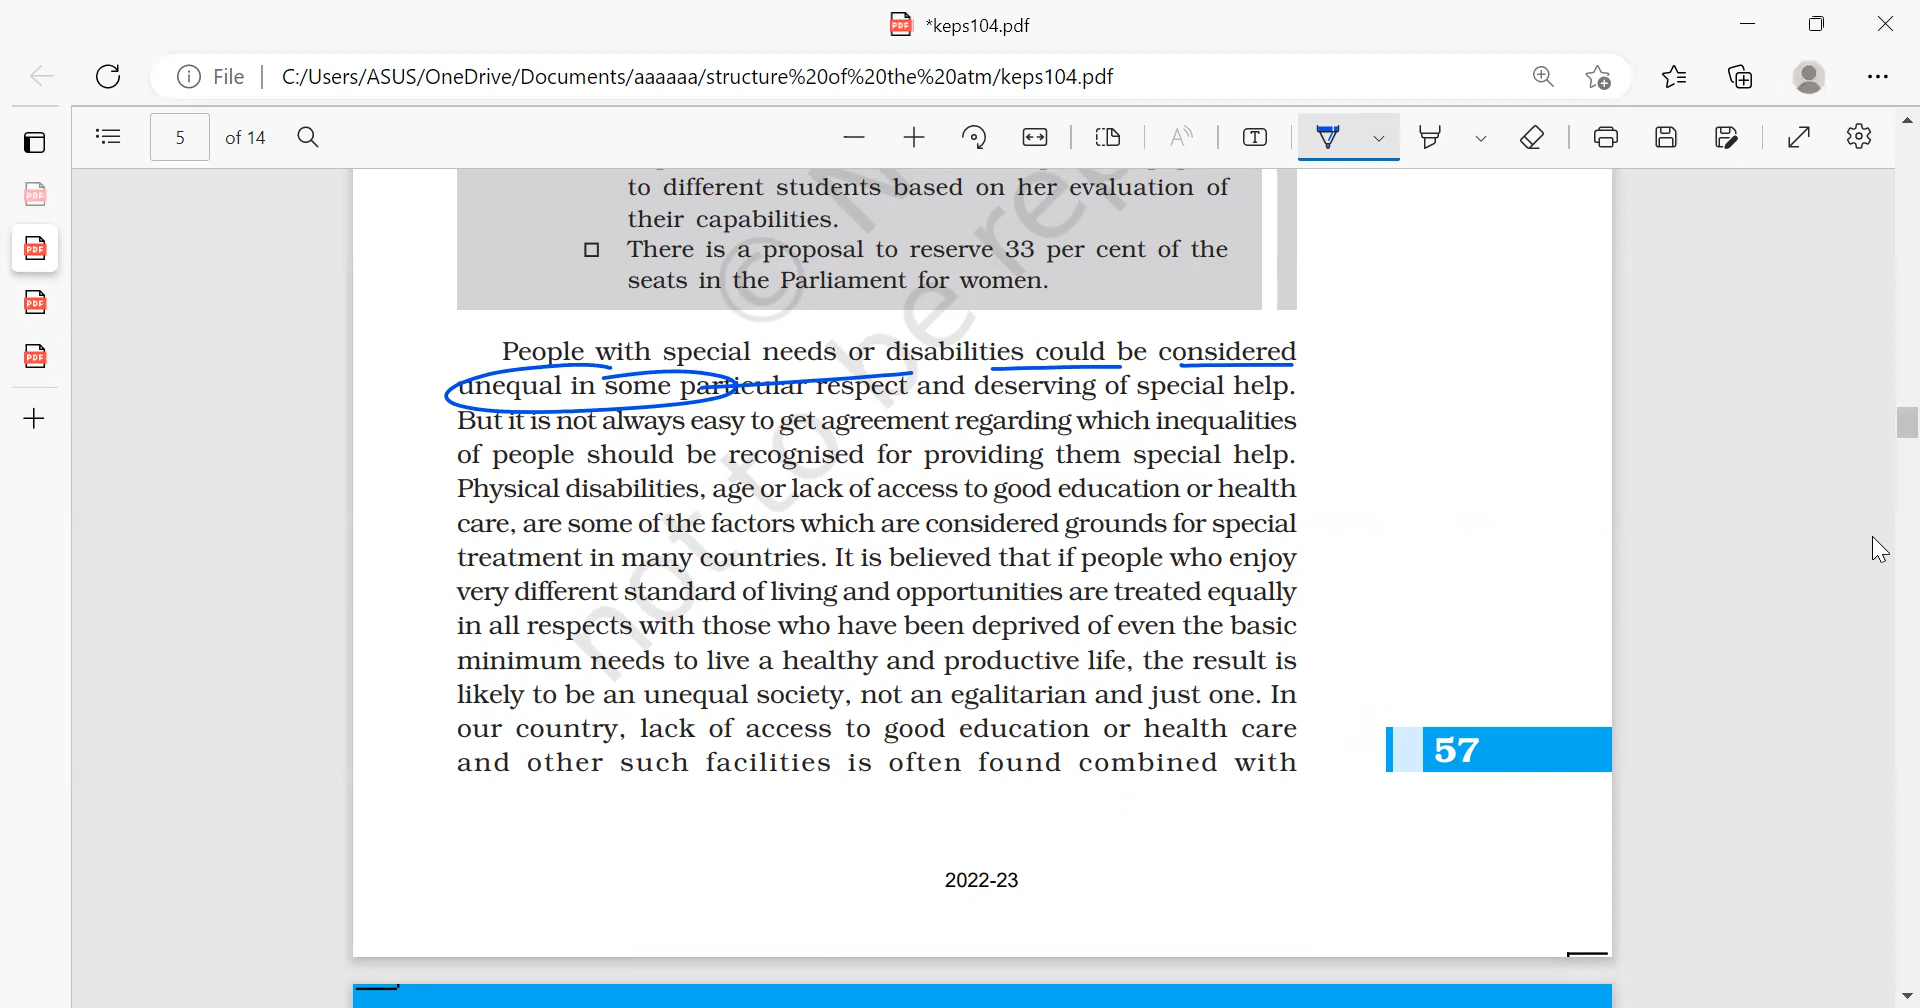 *keps104.pdf
File
C:/Users/ASUS/OneDrive/Documents/aaaaaa/structure%20of%20the%20atm/keps104.pdf
5 of 14
to different students based on her evaluation of
their capabilities.
There is a proposal to reserve 33 per cent of the
seats in the Parliament for women.
People with special needs or disabilities could be considered
unequal in some particular respect and deserving of special help.
But it is not always easy to get agreement regarding which inequalities
of people should be recognised for providing them special help.
Physical disabilities, age or lack of access to good education or health
care, are some of the factors which are considered grounds for special
treatment in many countries. It is believed that if people who enjoy
very different standard of living and opportunities are treated equally
in all respects with those who have been deprived of even the basic
minimum needs to live a healthy and productive life, the result is
likely to be an unequal society, not an egalitarian and just one. In
our country, lack of access to good education or health care
and other such facilities is often found combined with
57
2022-23
© N
not to be rep